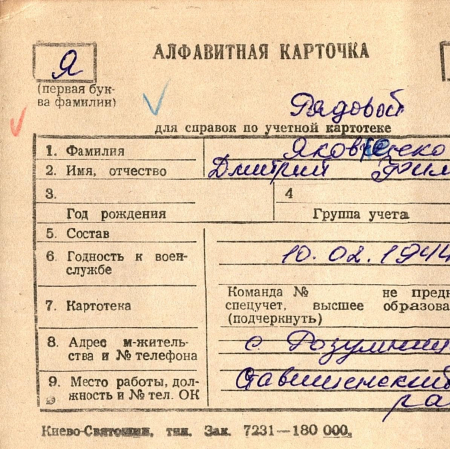 Я
АЛФАВИТНАЯ КАРТОЧКА
(первая бук-
ва фамилии)
Рядовой
для справок по учетной картотеке
1. Фамилия
2. Имя, отчество Дмитрий
3. 4
Год рождения Группа учета
5. Состав
6. Годность к воен-
службе 10.02.1944
7. Картотека Команда № не предн
спецучет, высшее образова
(подчеркнуть)
8. Адрес м-житель-
ства и № телефона с.
9. Место работы, дол-
жность и № тел. ОК
ра
Киево-Святошин, тип. Зак. 7231—180 000.